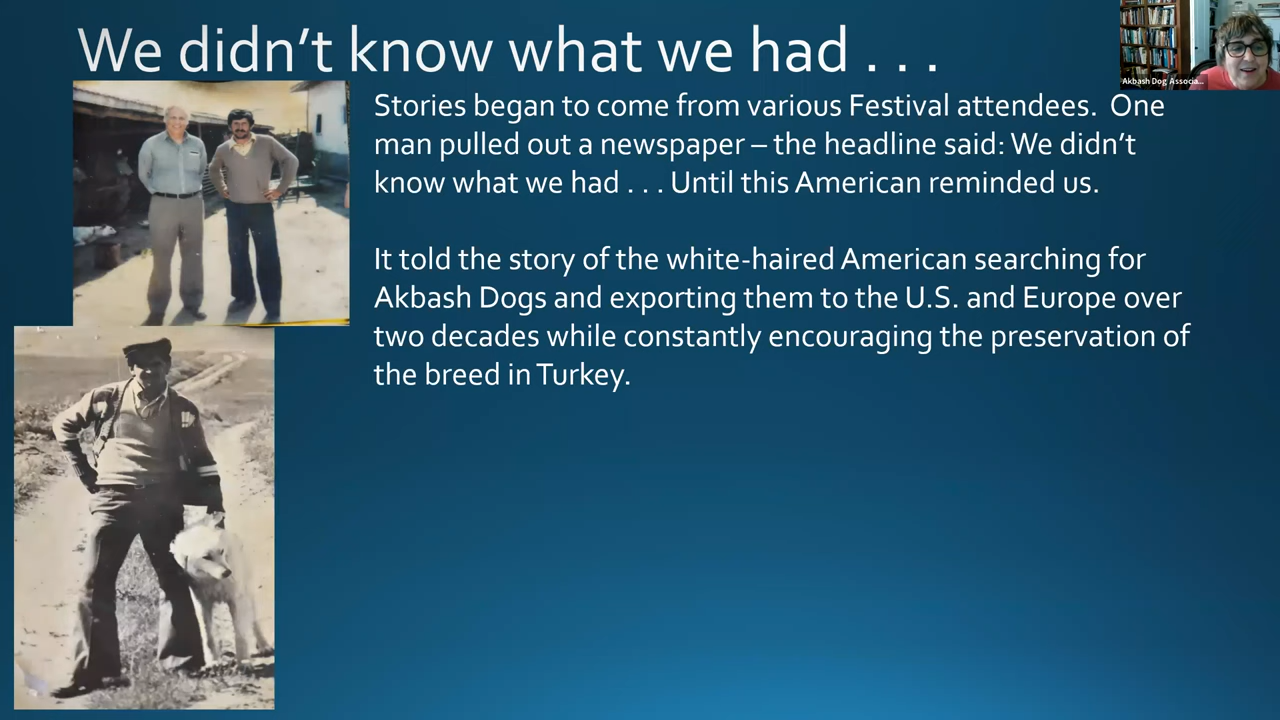 We didn't know what we had . . .
Akbash Dog Associa...
Stories began to come from various Festival attendees. One
man pulled out a newspaper – the headline said: We didn't
know what we had . . . Until this American reminded us.
It told the story of the white-haired American searching for
Akbash Dogs and exporting them to the U.S. and Europe over
two decades while constantly encouraging the preservation of
the breed in Turkey.